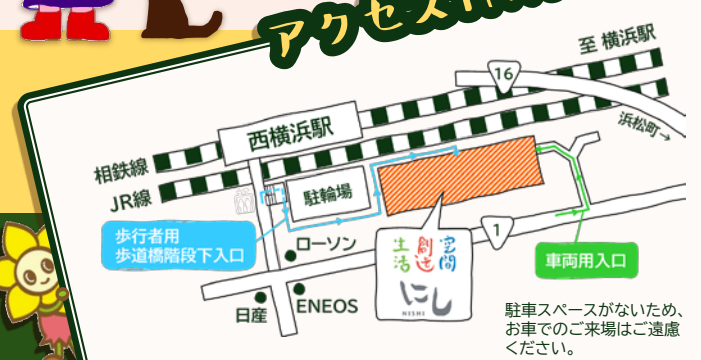 アクセス
至 横浜駅
16
浜松町→
西横浜駅
相鉄線
JR線
駐輪場
歩行者用
歩道橋階段下入口
ローソン
1
生活
創造
空間
にし
NISHI
車両用入口
日産
ENEOS
駐車スペースがないため、
お車でのご来場はご遠慮
ください。